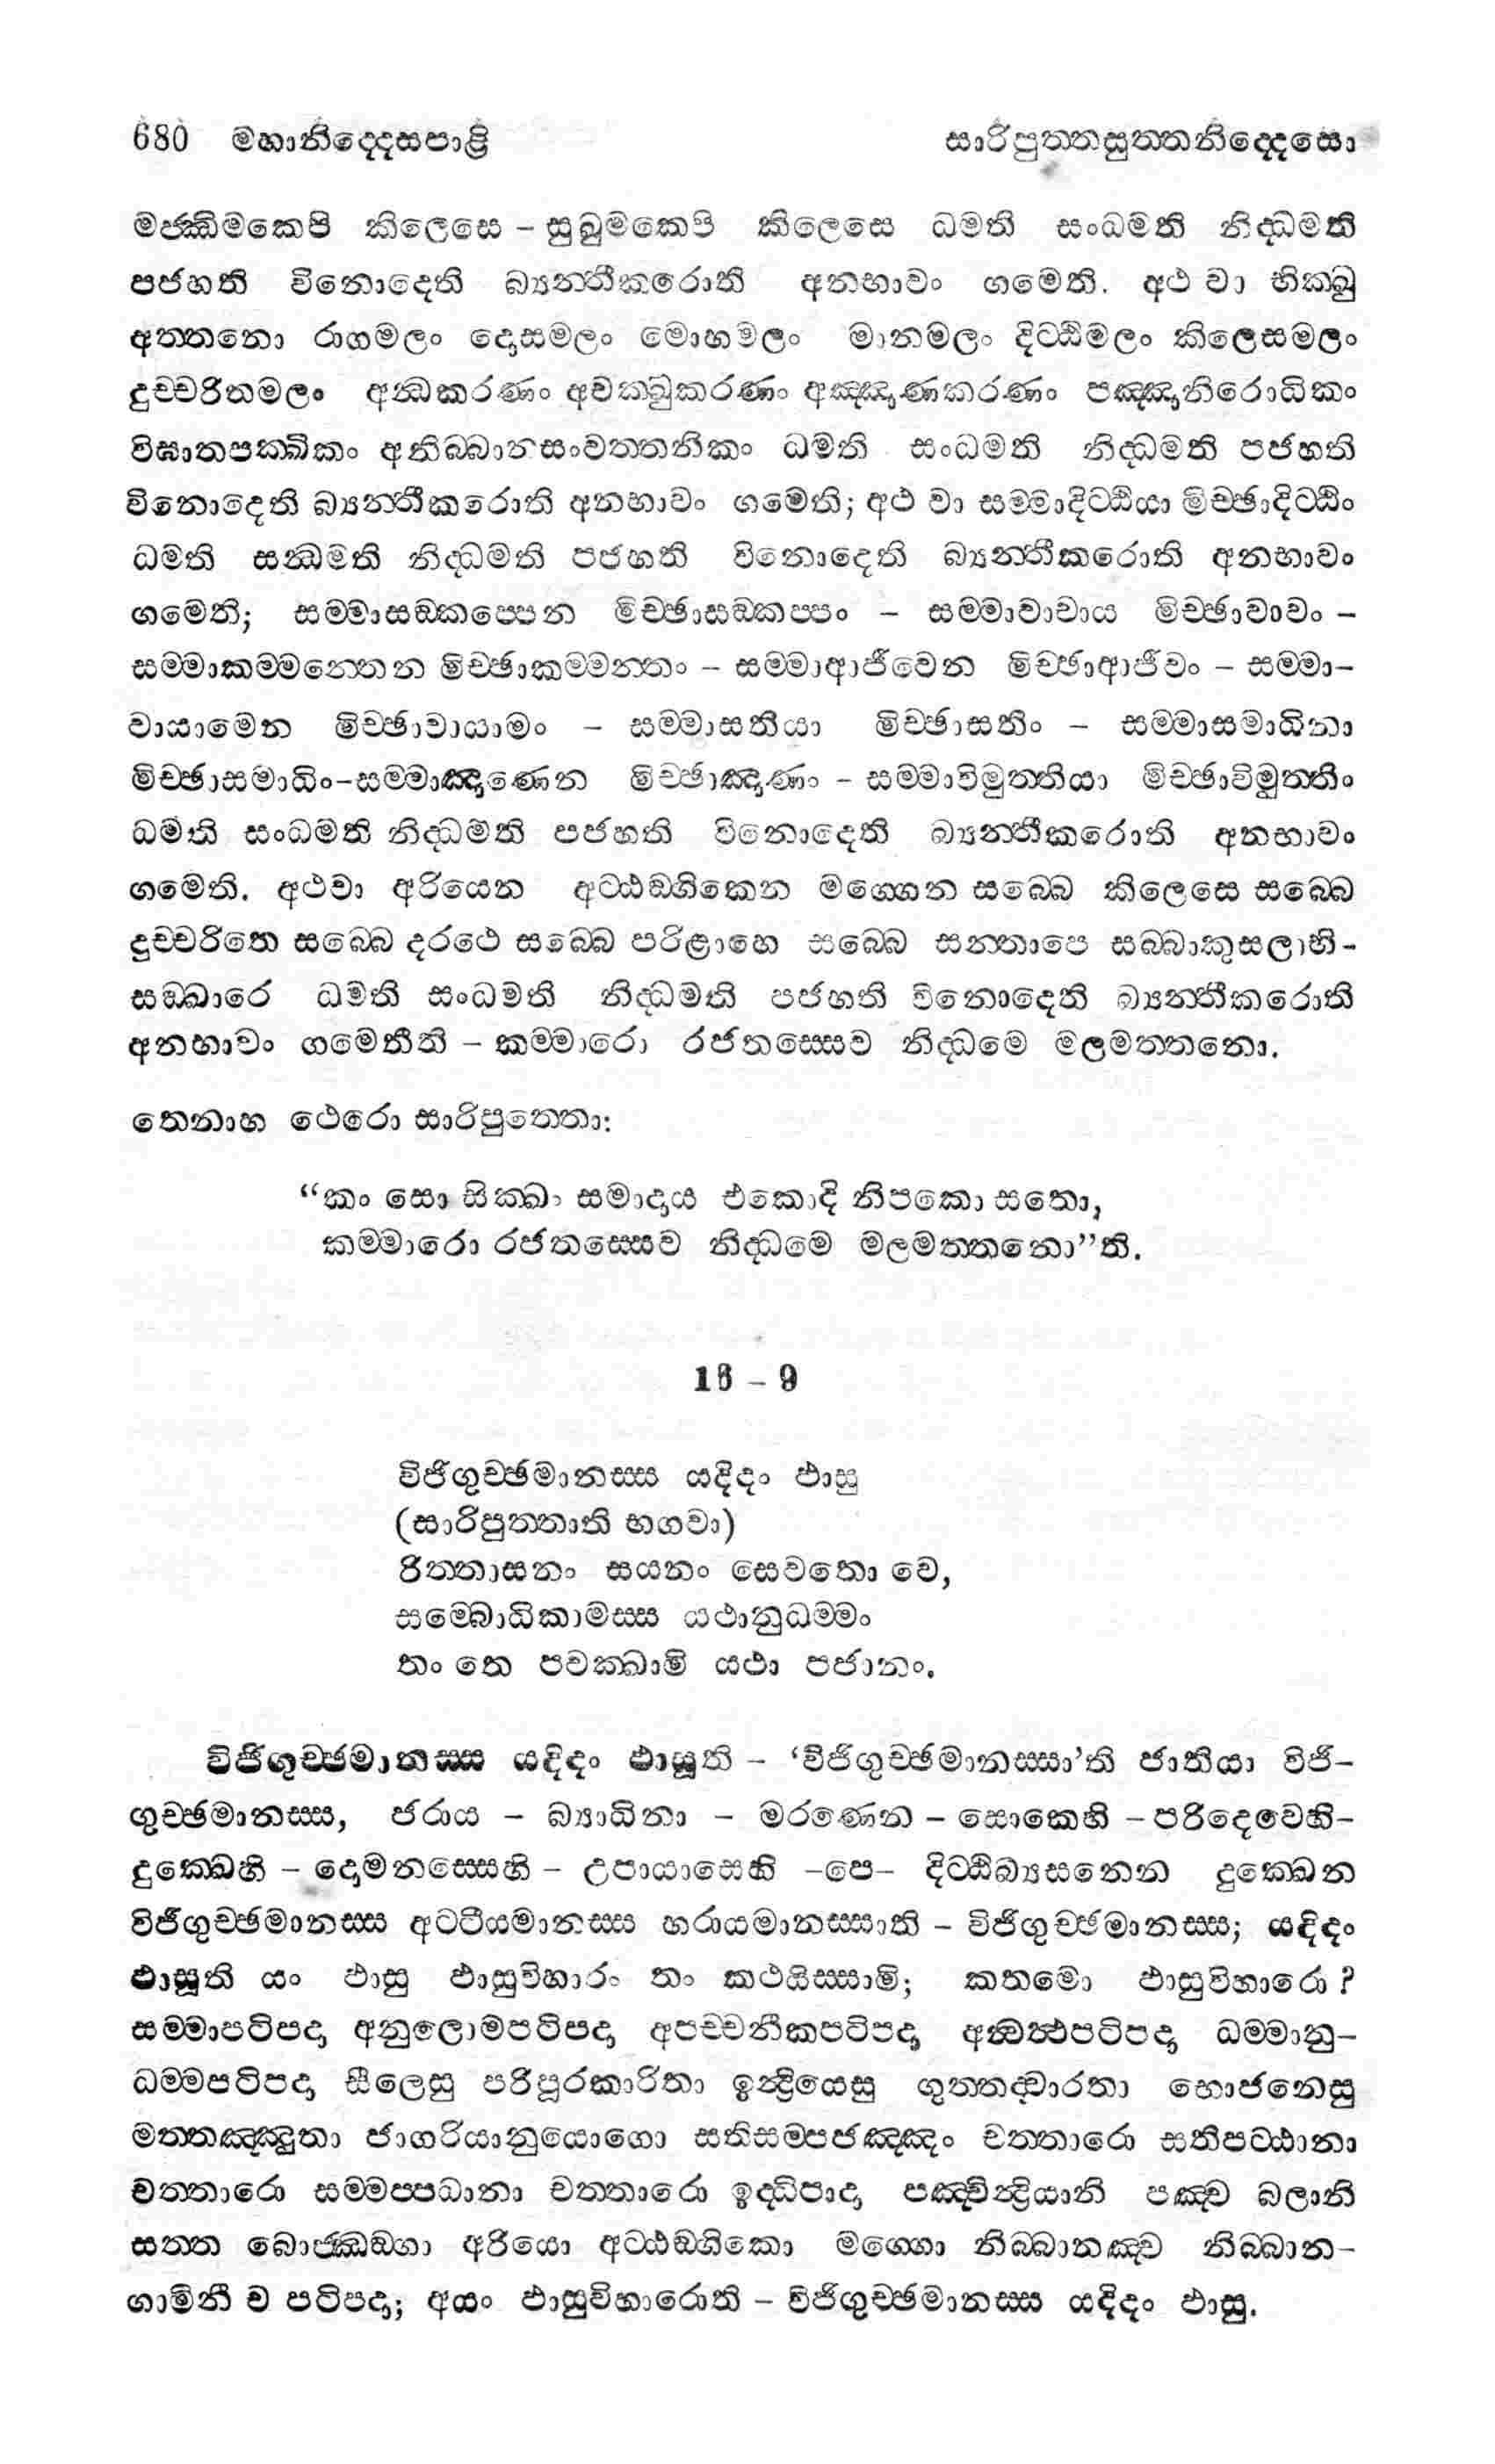 680 මහානිද්දෙසපාළි සාරිපුත්තසුත්තනිද්දෙසො
මජ්ඣිමකෙපි කිලෙසෙ – සුඛුමකෙපි කිලෙසෙ ධමති සංධමති නිද්ධමති
පජහති විනොදෙති බ්‍යන්තීකරොති අනභාවං ගමෙති. අථ වා භික්ඛු
අත්තනො රාගමලං දොසමලං මොහමලං මානමලං දිට්ඨිමලං කිලෙසමලං
දුච්චරිතමලං අන්ධකරණං අචක්ඛුකරණං අඤ්ඤාණකරණං පඤ්ඤානිරොධිකං
විඝාතපක්ඛිකං අනිබ්බානසංවත්තනිකං ධමති සංධමති නිද්ධමති පජහති
විනොදෙති බ්‍යන්තීකරොති අනභාවං ගමෙති; අථ වා සම්මාදිට්ඨියා මිච්ඡාදිට්ඨිං
ධමති සන්ධමති නිද්ධමති පජහති විනොදෙති බ්‍යන්තීකරොති අනභාවං
ගමෙති; සම්මාසඞ්කප්පෙන මිච්ඡාසඞ්කප්පං – සම්මාවාචාය මිච්ඡාවාචං –
සම්මාකම්මන්තෙන මිච්ඡාකම්මන්තං – සම්මාආජීවෙන මිච්ඡාආජීවං – සම්මා–
වායාමෙන මිච්ඡාවායාමං – සම්මාසතියා මිච්ඡාසතිං – සම්මාසමාධිනා
මිච්ඡාසමාධිං–සම්මාඤාණෙන මිච්ඡාඤාණං – සම්මාවිමුත්තියා මිච්ඡාවිමුත්තිං
ධමති සංධමති නිද්ධමති පජහති විනොදෙති බ්‍යන්තීකරොති අනභාවං
ගමෙති. අථවා අරියෙන අට්ඨඞ්ගිකෙන මග්ගෙන සබ්බෙ කිලෙසෙ සබ්බෙ
දුච්චරිතෙ සබ්බෙ දරථෙ සබ්බෙ පරිළාහෙ සබ්බෙ සන්තාපෙ සබ්බාකුසලාභි–
සඞ්ඛාරෙ ධමති සංධමති නිද්ධමති පජහති විනොදෙති බ්‍යන්තීකරොති
අනභාවං ගමෙතීති – කම්මාරො රජතස්සෙව නිද්ධමෙ මලමත්තනො.
තෙනාහ ථෙරො සාරිපුත්තො:
“කං සො සික්ඛං සමාදාය එකොදි නිපකො සතො,
කම්මාරො රජතස්සෙව නිද්ධමෙ මලමත්තනො”ති.
16 – 9
විජිගුච්ඡමානස්ස යදිදං ඵාසු
(සාරිපුත්තාති භගවා)
රිත්තාසනං සයනං සෙවතො වෙ,
සම්බොධිකාමස්ස යථානුධම්මං
තං තෙ පවක්ඛාමි යථා පජානං.
විජිගුච්ඡමානස්ස යදිදං ඵාසූති – ‘විජිගුච්ඡමානස්සා’ති ජාතියා විජි–
ගුච්ඡමානස්ස, ජරාය – බ්‍යාධිනා – මරණෙන – සොකෙහි – පරිදෙවෙහි–
දුක්ඛෙහි – දොමනස්සෙහි – උපායාසෙහි –පෙ– දිට්ඨිබ්‍යසනෙන දුක්ඛෙන
විජිගුච්ඡමානස්ස අට්ටීයමානස්ස හරායමානස්සාති – විජිගුච්ඡමානස්ස; යදිදං
ඵාසූති යං ඵාසු ඵාසුවිහාරං තං කථයිස්සාමි; කතමො ඵාසුවිහාරො ?
සම්මාපටිපදා අනුලොමපටිපදා අපච්චනීකපටිපදා අන්වත්ථපටිපදා ධම්මානු–
ධම්මපටිපදා සීලෙසු පරිපූරකාරිතා ඉන්ද්‍රියෙසු ගුත්තද්වාරතා භොජනෙසු
මත්තඤ්ඤුතා ජාගරියානුයොගො සතිසම්පජඤ්ඤං චත්තාරො සතිපට්ඨානා
චත්තාරො සම්මප්පධානා චත්තාරො ඉද්ධිපාදා පඤ්චින්ද්‍රියානි පඤ්ච බලානි
සත්ත බොජ්ඣඞ්ගා අරියො අට්ඨඞ්ගිකො මග්ගො නිබ්බානඤ්ච නිබ්බාන–
ගාමිනී ච පටිපදා; අයං ඵාසුවිහාරොති – විජිගුච්ඡමානස්ස යදිදං ඵාසු.